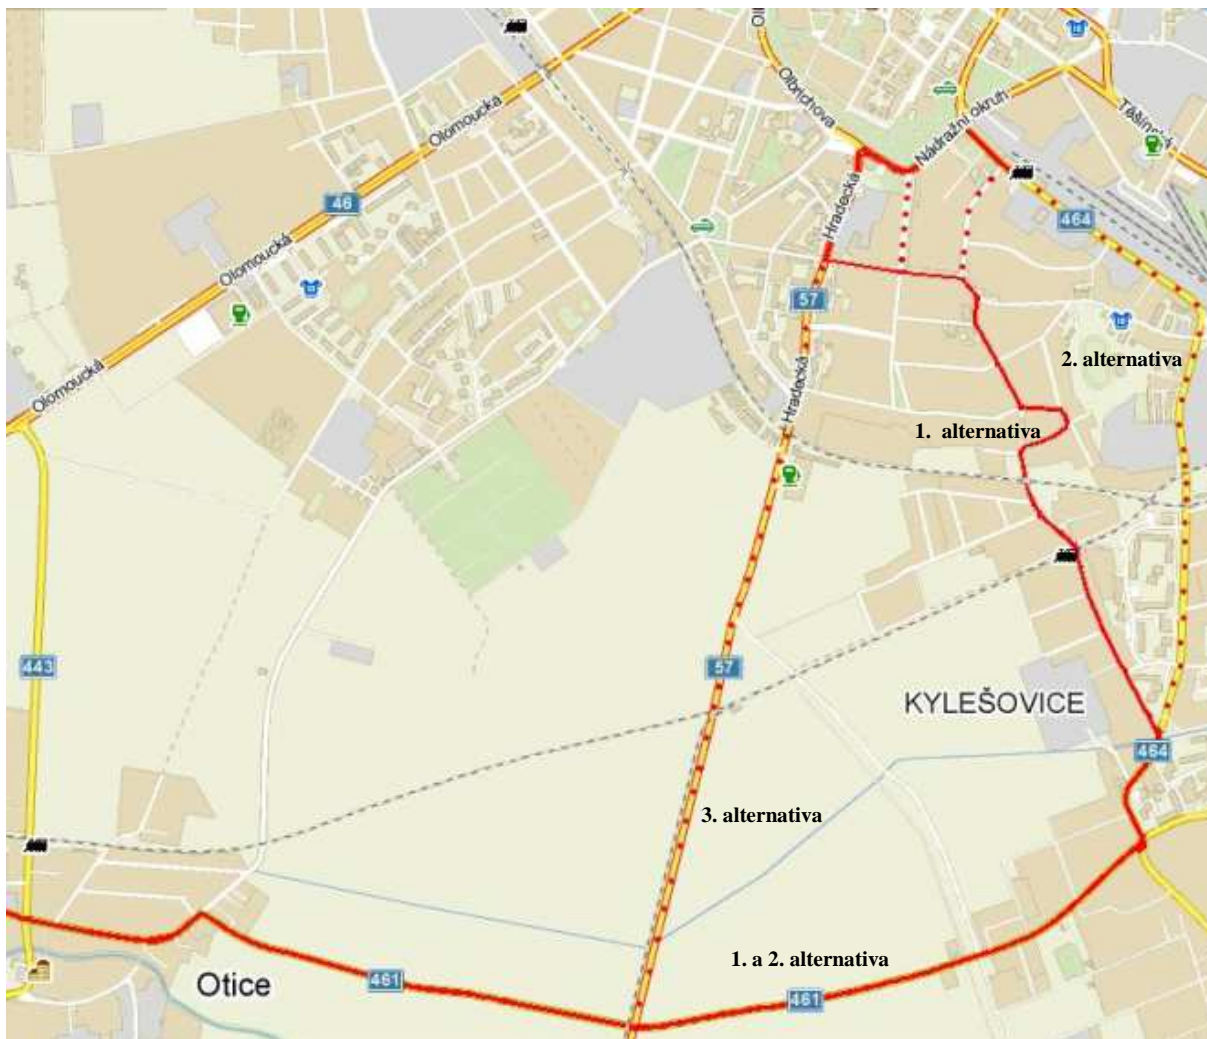 Olbrichova
Olomoucká
Nádražní okruh
Těšínská
46
Hradecká
464
Olomoucká
57
2. alternativa
Olomoucká
Hradecká
1. alternativa
443
57
KYLEŠOVICE
464
3. alternativa
1. a 2. alternativa
Otice
461
461